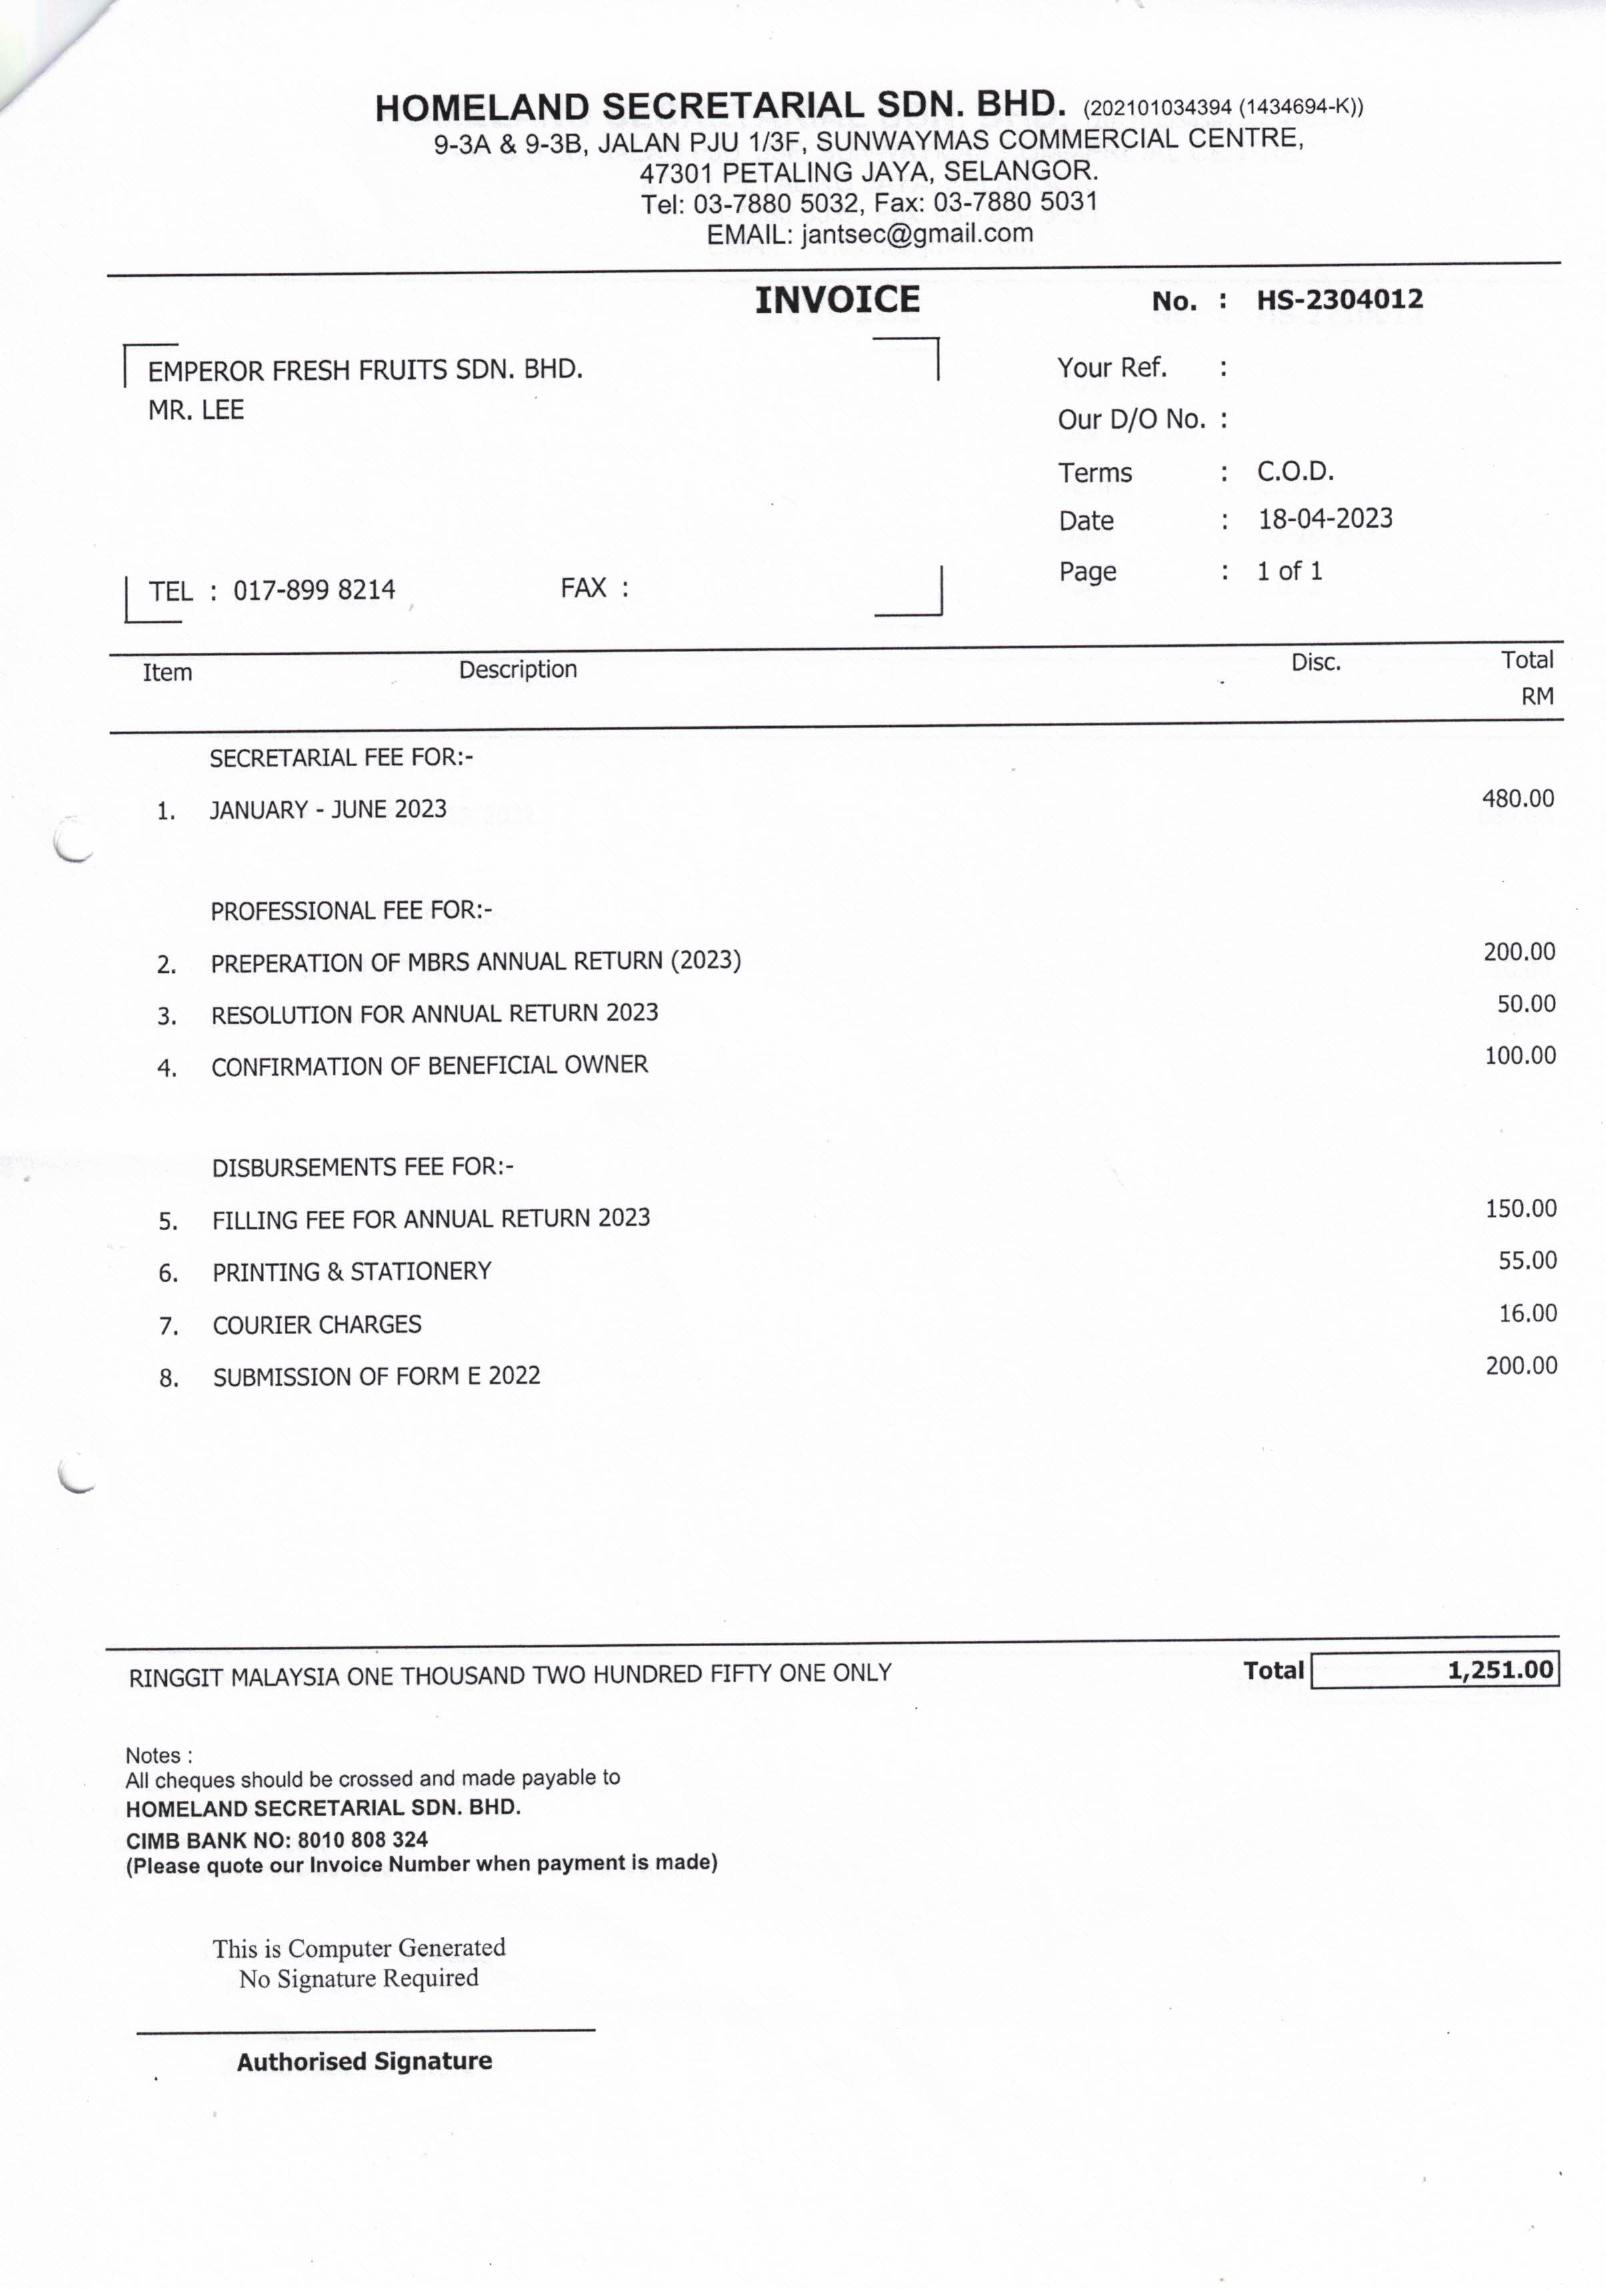 HOMELAND SECRETARIAL SDN. BHD. (202101034394 (1434694-K))
9-3A & 9-3B, JALAN PJU 1/3F, SUNWAYMAS COMMERCIAL CENTRE,
47301 PETALING JAYA, SELANGOR.
Tel: 03-7880 5032, Fax: 03-7880 5031
EMAIL: jantsec@gmail.com
INVOICE No. : HS-2304012
EMPEROR FRESH FRUITS SDN. BHD.
MR. LEE
TEL : 017-899 8214 FAX :
Your Ref. :
Our D/O No. :
Terms : C.O.D.
Date : 18-04-2023
Page : 1 of 1
Item Description Disc. Total
RM
SECRETARIAL FEE FOR:-
1. JANUARY - JUNE 2023 480.00
PROFESSIONAL FEE FOR:-
2. PREPERATION OF MBRS ANNUAL RETURN (2023) 200.00
3. RESOLUTION FOR ANNUAL RETURN 2023 50.00
4. CONFIRMATION OF BENEFICIAL OWNER 100.00
DISBURSEMENTS FEE FOR:-
5. FILLING FEE FOR ANNUAL RETURN 2023 150.00
6. PRINTING & STATIONERY 55.00
7. COURIER CHARGES 16.00
8. SUBMISSION OF FORM E 2022 200.00
RINGGIT MALAYSIA ONE THOUSAND TWO HUNDRED FIFTY ONE ONLY Total 1,251.00
Notes :
All cheques should be crossed and made payable to
HOMELAND SECRETARIAL SDN. BHD.
CIMB BANK NO: 8010 808 324
(Please quote our Invoice Number when payment is made)
This is Computer Generated
No Signature Required
Authorised Signature